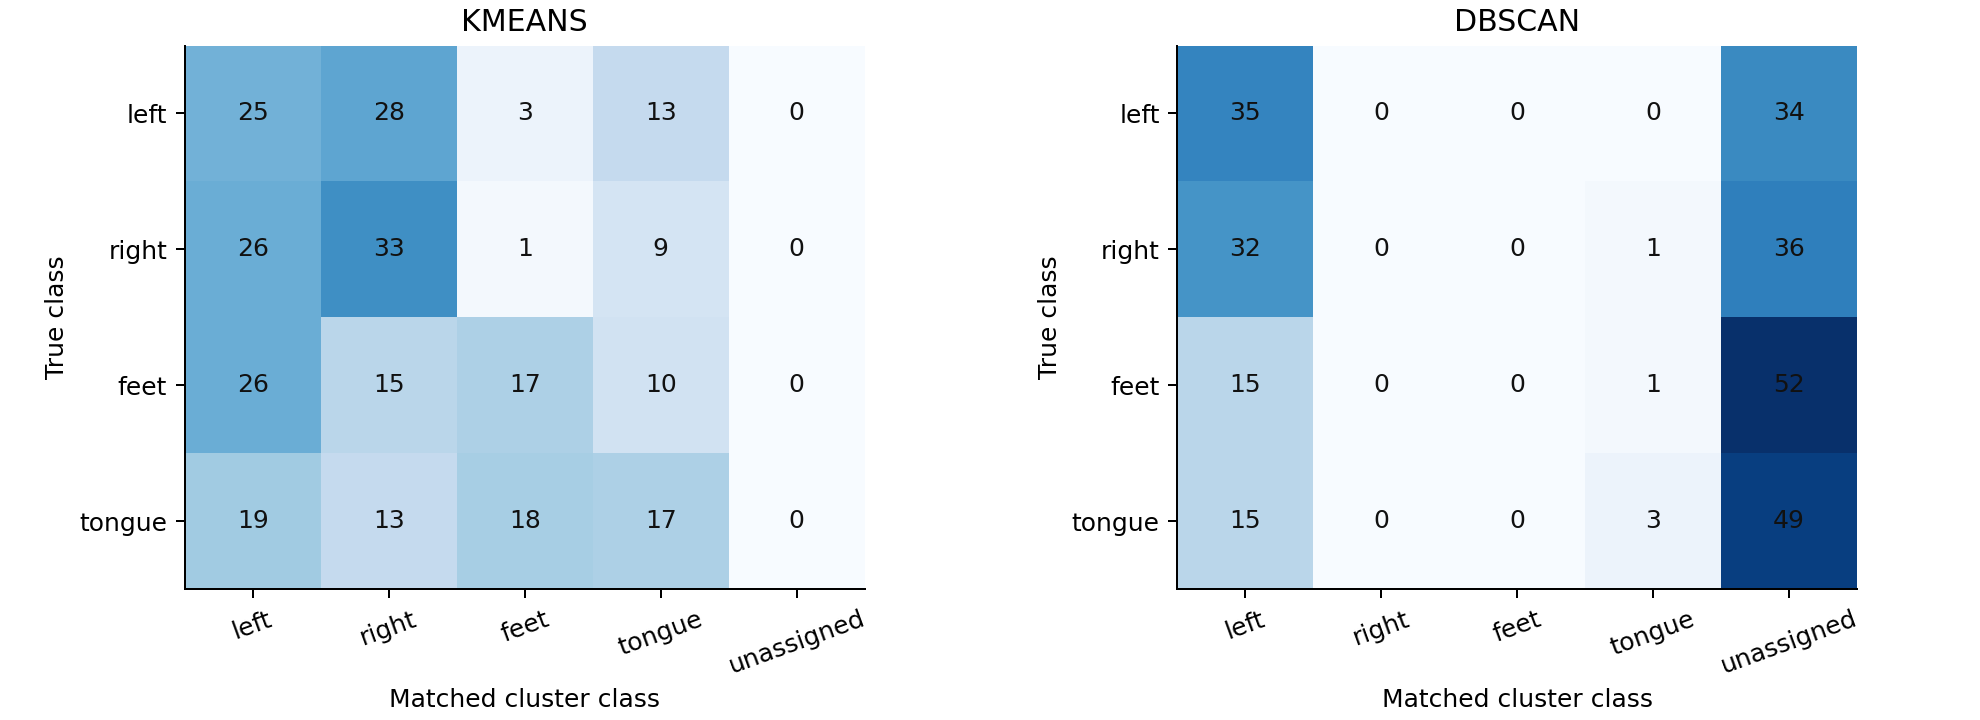 KMEANS
True class
left 25 28 3 13 0
right 26 33 1 9 0
feet 26 15 17 10 0
tongue 19 13 18 17 0
left right feet tongue unassigned
Matched cluster class
DBSCAN
True class
left 35 0 0 0 34
right 32 0 0 1 36
feet 15 0 0 1 52
tongue 15 0 0 3 49
left right feet tongue unassigned
Matched cluster class